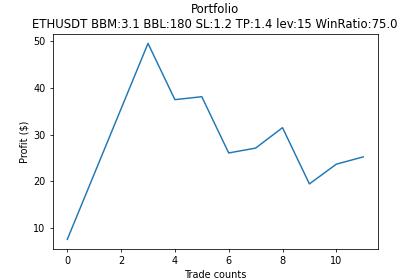 Portfolio
ETHUSDT BBM:3.1 BBL:180 SL:1.2 TP:1.4 lev:15 WinRatio:75.0
50
40
30
20
10
Profit ($)
0 2 4 6 8 10
Trade counts